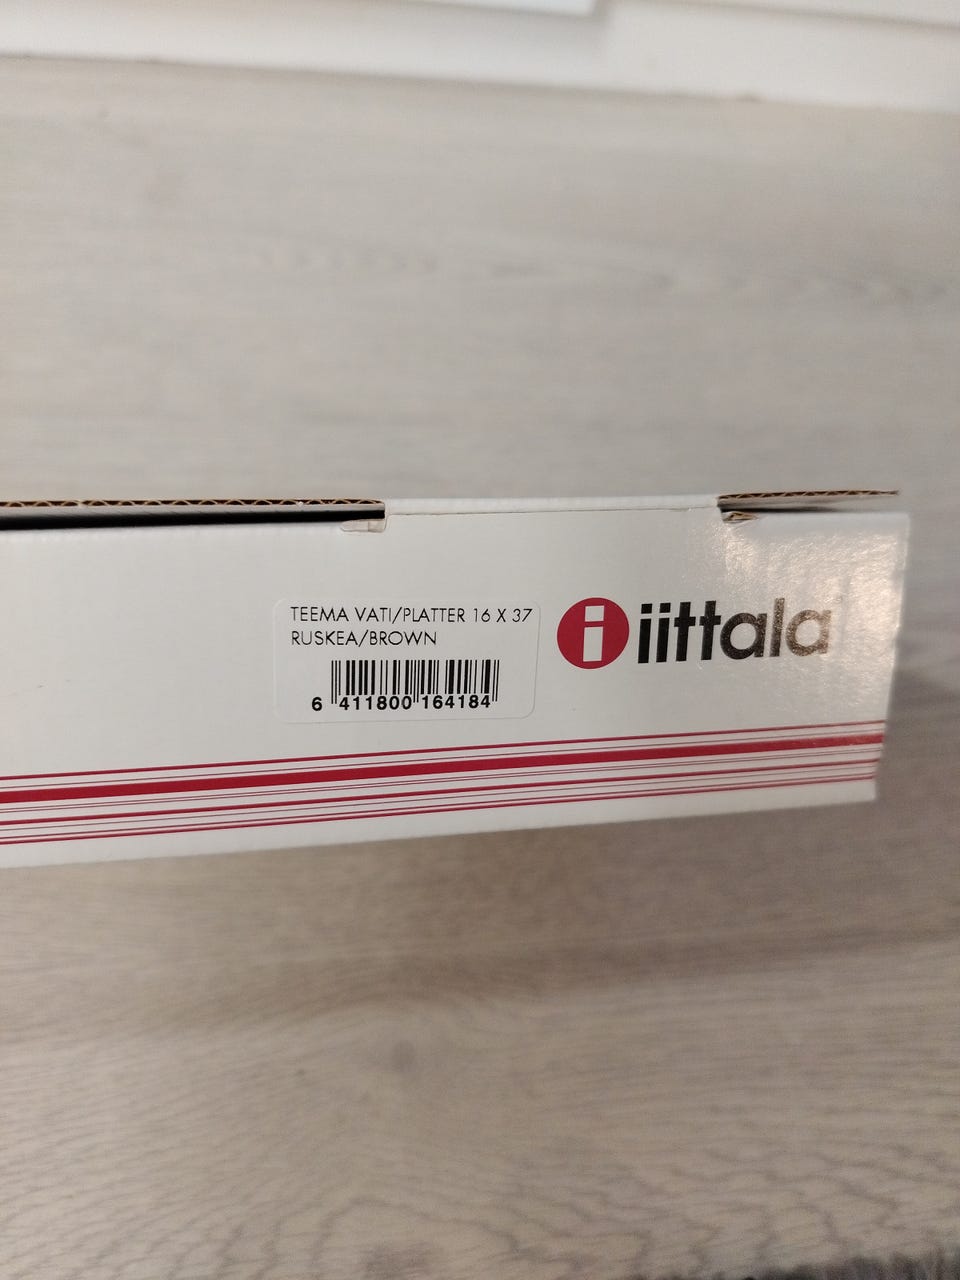 TEEMA VATI/PLATTER 16 X 37
RUSKEA/BROWN
6 411800 164184
i iittala